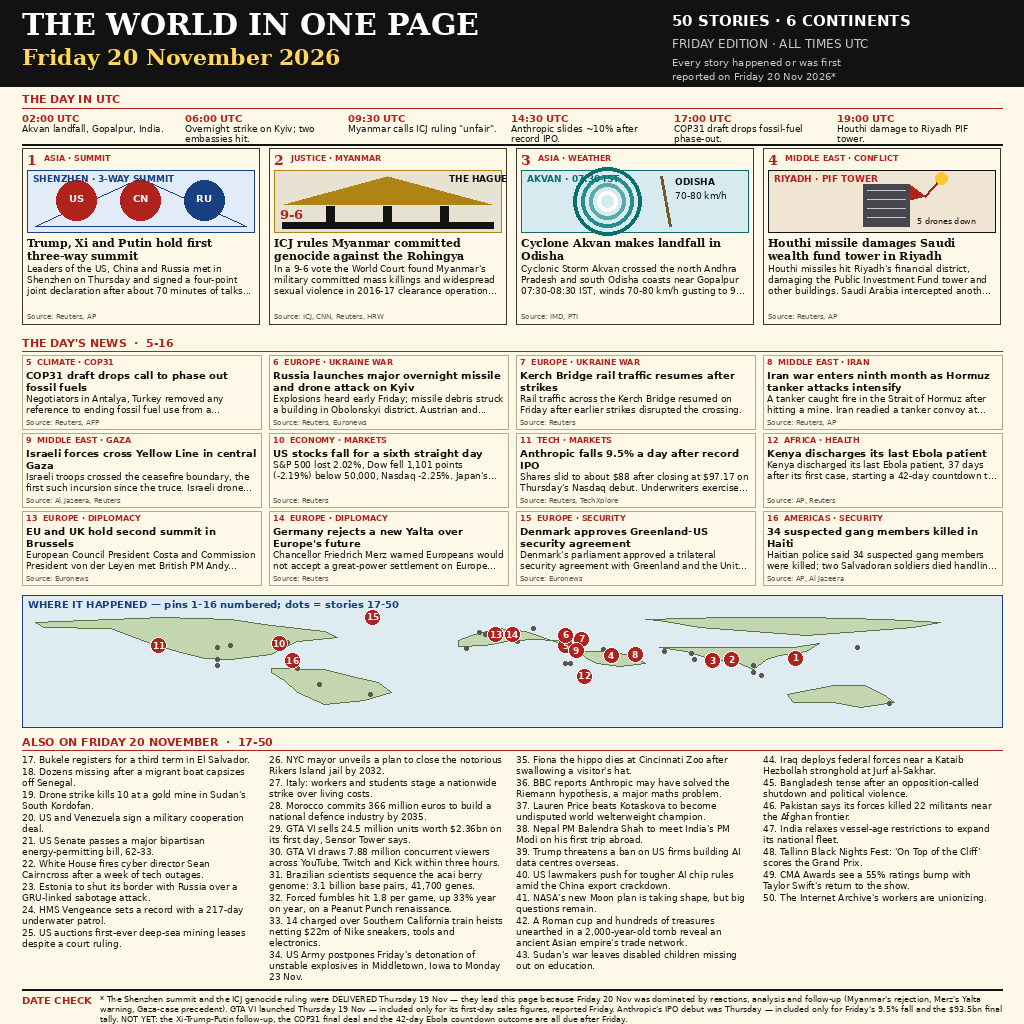 THE WORLD IN ONE PAGE
Friday 20 November 2026
50 STORIES · 6 CONTINENTS
FRIDAY EDITION · ALL TIMES UTC
Every story happened or was first
reported on Friday 20 Nov 2026*
THE DAY IN UTC
02:00 UTC
Akvan landfall, Gopalpur, India.
06:00 UTC
Overnight strike on Kyiv; two
embassies hit.
09:30 UTC
Myanmar calls ICJ ruling "unfair".
14:30 UTC
Anthropic slides ~10% after
record IPO.
17:00 UTC
COP31 draft drops fossil-fuel
phase-out.
19:00 UTC
Houthi damage to Riyadh PIF
tower.
1 ASIA · SUMMIT
SHENZHEN · 3-WAY SUMMIT
US
CN
RU
Trump, Xi and Putin hold first
three-way summit
Leaders of the US, China and Russia met in
Shenzhen on Thursday and signed a four-point
joint declaration after about 70 minutes of talks...
Source: Reuters, AP
2 JUSTICE · MYANMAR
THE HAGUE
9-6
ICJ rules Myanmar committed
genocide against the Rohingya
In a 9-6 vote the World Court found Myanmar's
military committed mass killings and widespread
sexual violence in 2016-17 clearance operation...
Source: ICJ, CNN, Reuters, HRW
3 ASIA · WEATHER
AKVAN · 07:30 IST
ODISHA
70-80 km/h
Cyclone Akvan makes landfall in
Odisha
Cyclonic Storm Akvan crossed the north Andhra
Pradesh and south Odisha coasts near Gopalpur
07:30-08:30 IST, winds 70-80 km/h gusting to 9...
Source: IMD, PTI
4 MIDDLE EAST · CONFLICT
RIYADH · PIF TOWER
5 drones down
Houthi missile damages Saudi
wealth fund tower in Riyadh
Houthi missiles hit Riyadh's financial district,
damaging the Public Investment Fund tower and
other buildings. Saudi Arabia intercepted anoth...
Source: Reuters, AP
THE DAY'S NEWS · 5-16
5 CLIMATE · COP31
COP31 draft drops call to phase out
fossil fuels
Negotiators in Antalya, Turkey removed any
reference to ending fossil fuel use from a...
Source: Reuters, AFP
6 EUROPE · UKRAINE WAR
Russia launches major overnight missile
and drone attack on Kyiv
Explosions heard early Friday; missile debris struck
a building in Obolonskyi district. Austrian and...
Source: Reuters, Euronews
7 EUROPE · UKRAINE WAR
Kerch Bridge rail traffic resumes after
strikes
Rail traffic across the Kerch Bridge resumed on
Friday after earlier strikes disrupted the crossing.
Source: Reuters
8 MIDDLE EAST · IRAN
Iran war enters ninth month as Hormuz
tanker attacks intensify
A tanker caught fire in the Strait of Hormuz after
hitting a mine. Iran readied a tanker convoy at...
Source: Reuters, AP
9 MIDDLE EAST · GAZA
Israeli forces cross Yellow Line in central
Gaza
Israeli troops crossed the ceasefire boundary, the
first such incursion since the truce. Israeli drone...
Source: Al Jazeera, Reuters
10 ECONOMY · MARKETS
US stocks fall for a sixth straight day
S&P 500 lost 2.02%, Dow fell 1,101 points
(-2.19%) below 50,000, Nasdaq -2.25%. Japan's...
Source: Reuters
11 TECH · MARKETS
Anthropic falls 9.5% a day after record
IPO
Shares slid to about $88 after closing at $97.17 on
Thursday's Nasdaq debut. Underwriters exercise...
Source: Reuters, TechXplore
12 AFRICA · HEALTH
Kenya discharges its last Ebola patient
Kenya discharged its last Ebola patient, 37 days
after its first case, starting a 42-day countdown t...
Source: AP, Reuters
13 EUROPE · DIPLOMACY
EU and UK hold second summit in
Brussels
European Council President Costa and Commission
President von der Leyen met British PM Andy...
Source: Euronews
14 EUROPE · DIPLOMACY
Germany rejects a new Yalta over
Europe's future
Chancellor Friedrich Merz warned Europeans would
not accept a great-power settlement on Europe...
Source: Reuters
15 EUROPE · SECURITY
Denmark approves Greenland-US
security agreement
Denmark's parliament approved a trilateral
security agreement with Greenland and the Unit...
Source: Euronews
16 AMERICAS · SECURITY
34 suspected gang members killed in
Haiti
Haitian police said 34 suspected gang members
were killed; two Salvadoran soldiers died handlin...
Source: AP, Al Jazeera
WHERE IT HAPPENED — pins 1-16 numbered; dots = stories 17-50
15
11
10
16
13
14
6
7
5
9
4
8
12
3
2
1
ALSO ON FRIDAY 20 NOVEMBER · 17-50
17. Bukele registers for a third term in El Salvador.
18. Dozens missing after a migrant boat capsizes
off Senegal.
19. Drone strike kills 10 at a gold mine in Sudan's
South Kordofan.
20. US and Venezuela sign a military cooperation
deal.
21. US Senate passes a major bipartisan
energy-permitting bill, 62-33.
22. White House fires cyber director Sean
Cairncross after a week of tech outages.
23. Estonia to shut its border with Russia over a
GRU-linked sabotage attack.
24. HMS Vengeance sets a record with a 217-day
underwater patrol.
25. US auctions first-ever deep-sea mining leases
despite a court ruling.
26. NYC mayor unveils a plan to close the notorious
Rikers Island jail by 2032.
27. Italy: workers and students stage a nationwide
strike over living costs.
28. Morocco commits 366 million euros to build a
national defence industry by 2035.
29. GTA VI sells 24.5 million units worth $2.36bn on
its first day, Sensor Tower says.
30. GTA VI draws 7.88 million concurrent viewers
across YouTube, Twitch and Kick within three hours.
31. Brazilian scientists sequence the acai berry
genome: 3.1 billion base pairs, 41,700 genes.
32. Forced fumbles hit 1.8 per game, up 33% year
on year, on a Peanut Punch renaissance.
33. 14 charged over Southern California train heists
netting $22m of Nike sneakers, tools and
electronics.
34. US Army postpones Friday's detonation of
unstable explosives in Middletown, Iowa to Monday
23 Nov.
35. Fiona the hippo dies at Cincinnati Zoo after
swallowing a visitor's hat.
36. BBC reports Anthropic may have solved the
Riemann hypothesis, a major maths problem.
37. Lauren Price beats Kotaskova to become
undisputed world welterweight champion.
38. Nepal PM Balendra Shah to meet India's PM
Modi on his first trip abroad.
39. Trump threatens a ban on US firms building AI
data centres overseas.
40. US lawmakers push for tougher AI chip rules
amid the China export crackdown.
41. NASA's new Moon plan is taking shape, but big
questions remain.
42. A Roman cup and hundreds of treasures
unearthed in a 2,000-year-old tomb reveal an
ancient Asian empire's trade network.
43. Sudan's war leaves disabled children missing
out on education.
44. Iraq deploys federal forces near a Kataib
Hezbollah stronghold at Jurf al-Sakhar.
45. Bangladesh tense after an opposition-called
shutdown and political violence.
46. Pakistan says its forces killed 22 militants near
the Afghan frontier.
47. India relaxes vessel-age restrictions to expand
its national fleet.
48. Tallinn Black Nights Fest: 'On Top of the Cliff'
scores the Grand Prix.
49. CMA Awards see a 55% ratings bump with
Taylor Swift's return to the show.
50. The Internet Archive's workers are unionizing.
DATE CHECK
* The Shenzhen summit and the ICJ genocide ruling were DELIVERED Thursday 19 Nov — they lead this page because Friday 20 Nov was dominated by reactions, analysis and follow-up (Myanmar's rejection, Merz's Yalta
warning, Gaza-case precedent). GTA VI launched Thursday 19 Nov — included only for its first-day sales figures, reported Friday. Anthropic's IPO debut was Thursday — included only for Friday's 9.5% fall and the $93.5bn final
tally. NOT YET: the Xi-Trump-Putin follow-up, the COP31 final deal and the 42-day Ebola countdown outcome are all due after Friday.